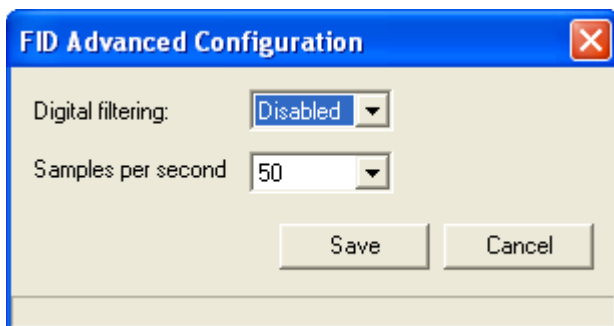 FID Advanced Configuration
Digital filtering: Disabled
Samples per second 50
Save Cancel